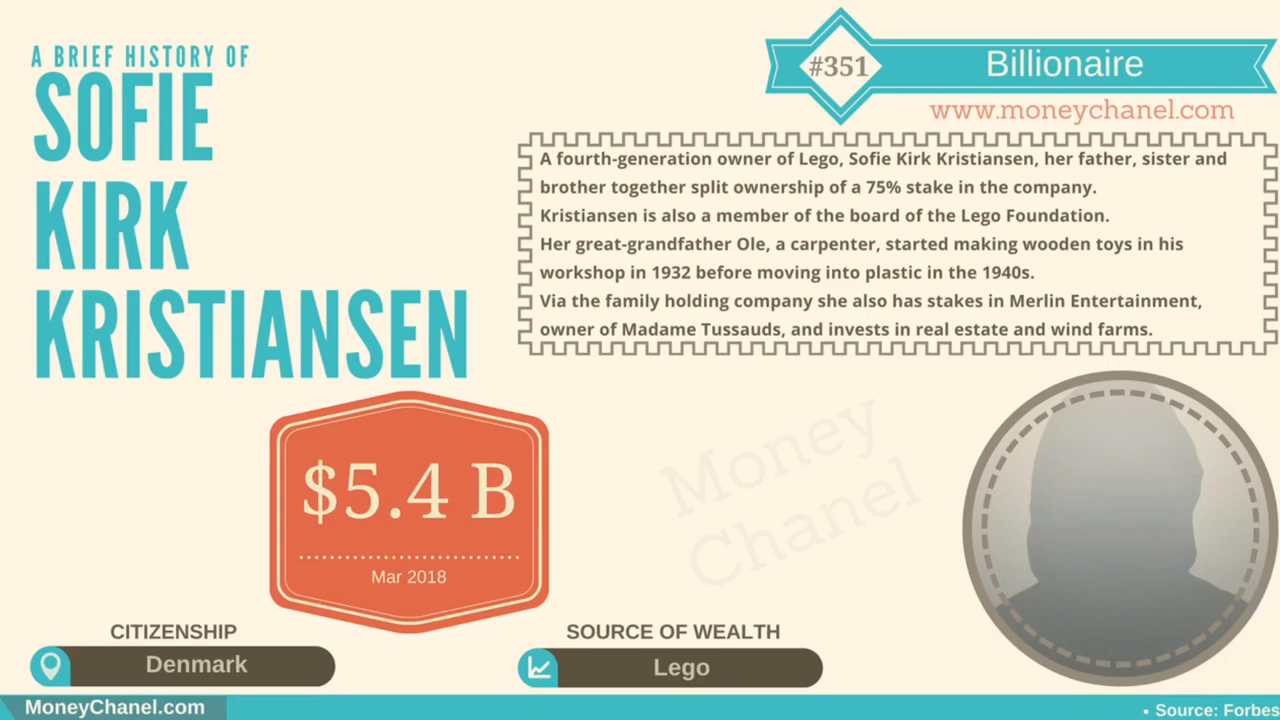 A BRIEF HISTORY OF
SOFIE
KIRK
KRISTIANSEN
#351
Billionaire
www.moneychanel.com
A fourth-generation owner of Lego, Sofie Kirk Kristiansen, her father, sister and
brother together split ownership of a 75% stake in the company.
Kristiansen is also a member of the board of the Lego Foundation.
Her great-grandfather Ole, a carpenter, started making wooden toys in his
workshop in 1932 before moving into plastic in the 1940s.
Via the family holding company she also has stakes in Merlin Entertainment,
owner of Madame Tussauds, and invests in real estate and wind farms.
$5.4 B
Mar 2018
Money
Chanel
CITIZENSHIP
Denmark
SOURCE OF WEALTH
Lego
MoneyChanel.com
• Source: Forbes